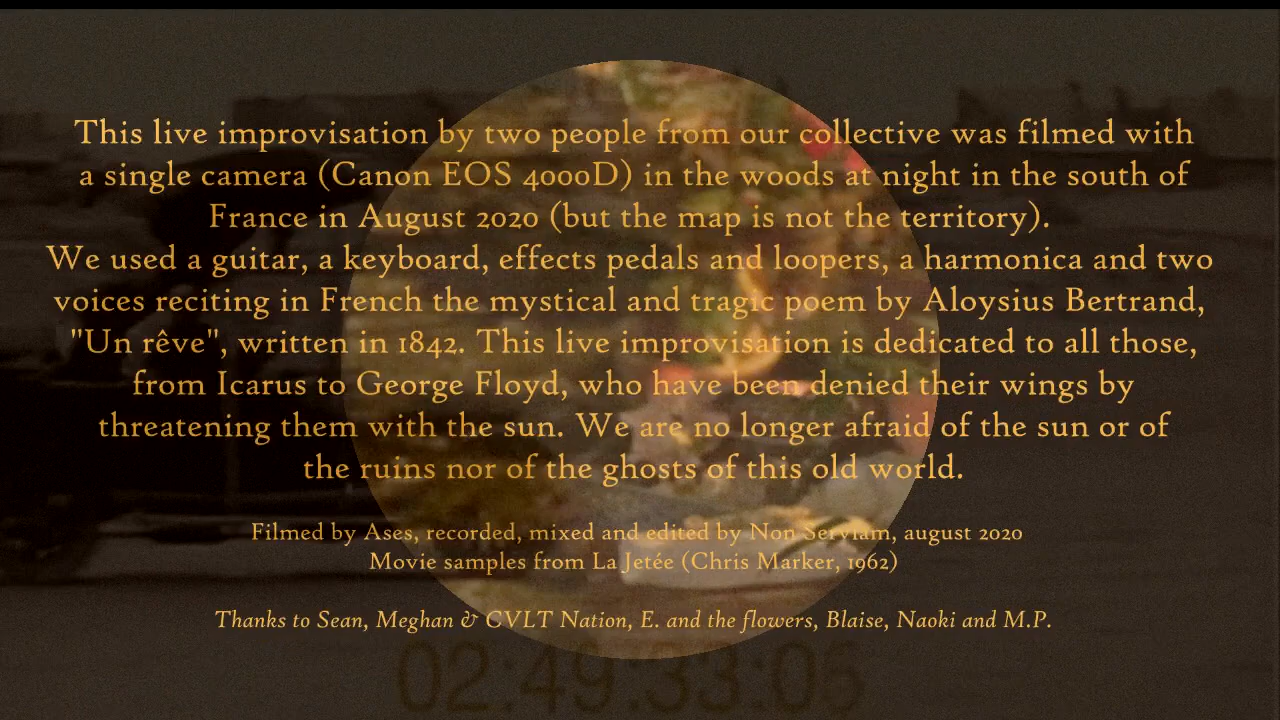 This live improvisation by two people from our collective was filmed with
a single camera (Canon EOS 4000D) in the woods at night in the south of
France in August 2020 (but the map is not the territory).
We used a guitar, a keyboard, effects pedals and loopers, a harmonica and two
voices reciting in French the mystical and tragic poem by Aloysius Bertrand,
"Un rêve", written in 1842. This live improvisation is dedicated to all those,
from Icarus to George Floyd, who have been denied their wings by
threatening them with the sun. We are no longer afraid of the sun or of
the ruins nor of the ghosts of this old world.
Filmed by Ases, recorded, mixed and edited by Non Serviam, august 2020
Movie samples from La Jetée (Chris Marker, 1962)
Thanks to Sean, Meghan & CVLT Nation, E. and the flowers, Blaise, Naoki and M.P.
02:49:33:05